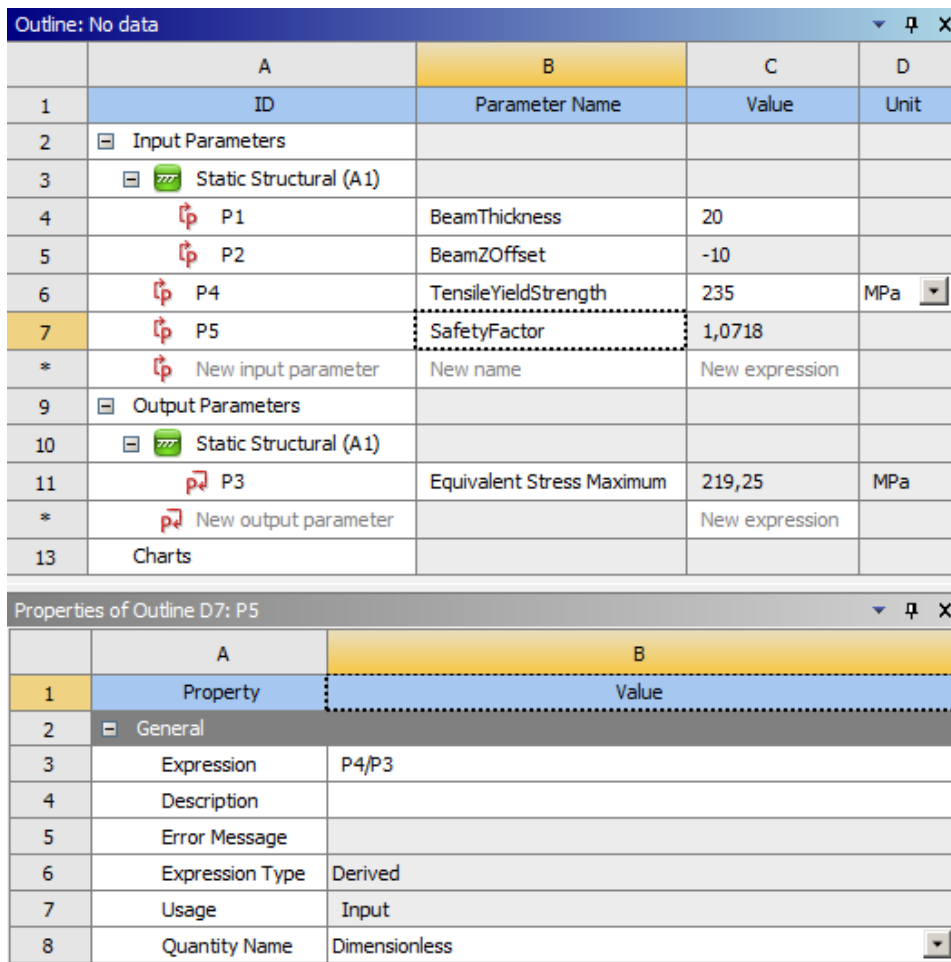 Outline: No data
A B C D
1 ID Parameter Name Value Unit
2 Input Parameters
3 Static Structural (A1)
4 P1 BeamThickness 20
5 P2 BeamZOffset -10
6 P4 TensileYieldStrength 235 MPa
7 P5 SafetyFactor 1,0718
* New input parameter New name New expression
9 Output Parameters
10 Static Structural (A1)
11 P3 Equivalent Stress Maximum 219,25 MPa
* New output parameter New expression
13 Charts
Properties of Outline D7: P5
A B
1 Property Value
2 General
3 Expression P4/P3
4 Description
5 Error Message
6 Expression Type Derived
7 Usage Input
8 Quantity Name Dimensionless